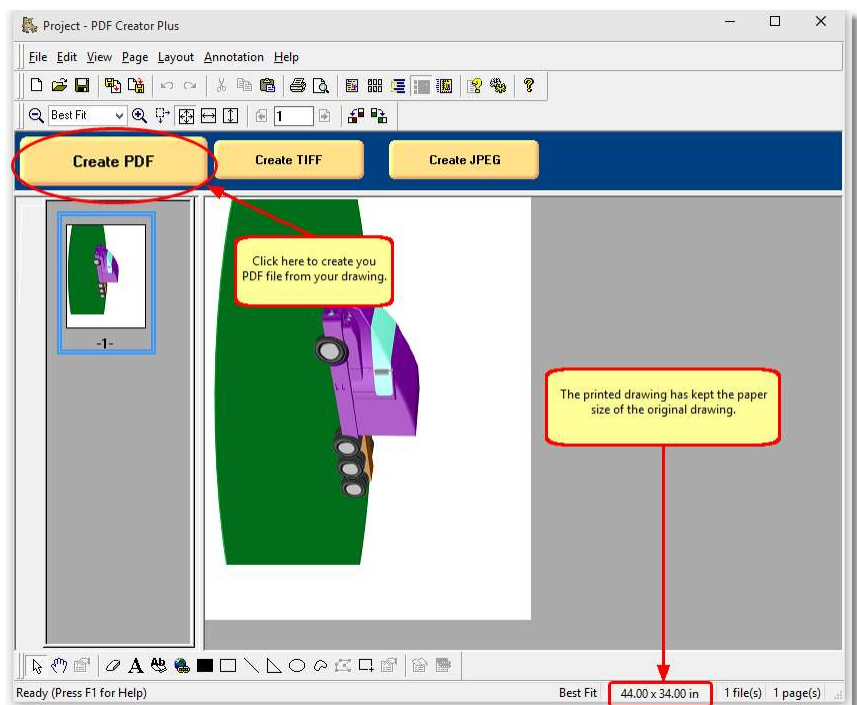 Project - PDF Creator Plus
File Edit View Page Layout Annotation Help
Best Fit
1
Create PDF
Create TIFF
Create JPEG
Click here to create you
PDF file from your drawing.
-1-
The printed drawing has kept the paper
size of the original drawing.
Ready (Press F1 for Help)
Best Fit
44.00 x 34.00 in
1 file(s)
1 page(s)